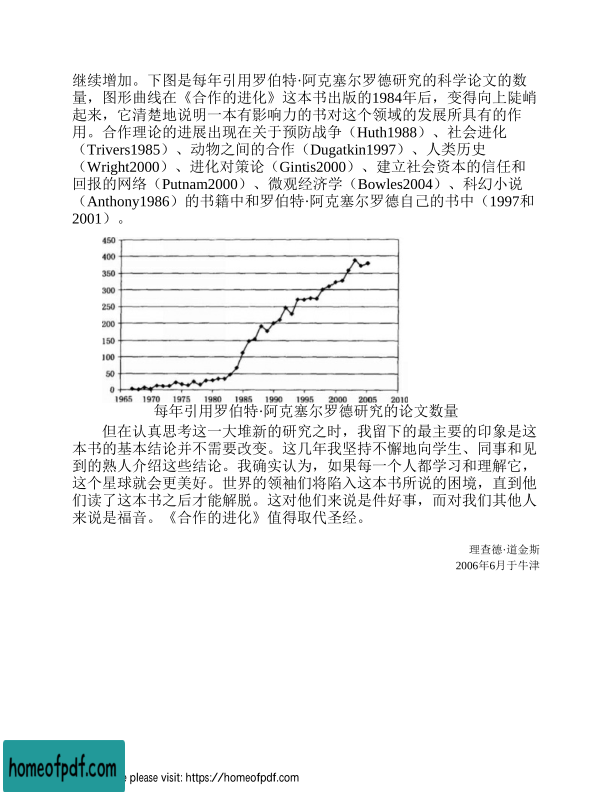 继续增加。下图是每年引用罗伯特·阿克塞尔罗德研究的科学论文的数
量，图形曲线在《合作的进化》这本书出版的1984年后，变得向上陡峭
起来，它清楚地说明一本有影响力的书对这个领域的发展所具有的作
用。合作理论的进展出现在关于预防战争（Huth1988）、社会进化
（Trivers1985）、动物之间的合作（Dugatkin1997）、人类历史
（Wright2000）、进化对策论（Gintis2000）、建立社会资本的信任和
回报的网络（Putnam2000）、微观经济学（Bowles2004）、科幻小说
（Anthony1986）的书籍中和罗伯特·阿克塞尔罗德自己的书中（1997和
2001）。
450
400
350
300
250
200
150
100
50
0
1965 1970 1975 1980 1985 1990 1995 2000 2005 2010
每年引用罗伯特·阿克塞尔罗德研究的论文数量
但在认真思考这一大堆新的研究之时，我留下的最主要的印象是这
本书的基本结论并不需要改变。这几年我坚持不懈地向学生、同事和见
到的熟人介绍这些结论。我确实认为，如果每一个人都学习和理解它，
这个星球就会更美好。世界的领袖们将陷入这本书所说的困境，直到他
们读了这本书之后才能解脱。这对他们来说是件好事，而对我们其他人
来说是福音。《合作的进化》值得取代圣经。
理查德·道金斯
2006年6月于牛津
homeofpdf.com
please visit: https://homeofpdf.com